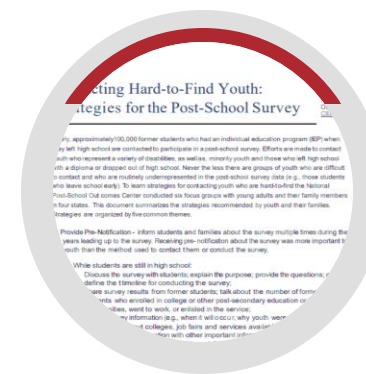 cting Hard-to-Find Youth:
tegies for the Post-School Survey
approximately 100,000 former students who had an individual education program (IEP) when
ey left high school are contacted to participate in a post-school survey. Efforts are made to contact
outh who represent a variety of disabilities, as well as, minority youth and those who left high school
with a diploma or dropped out of high school. Never the less there are groups of youth who are difficult
o contact and who are routinely underrepresented in the post-school survey data (e.g., those students
who leave school early) To learn strategies for contacting youth who are hard-to-find the National
Post-School Out comes Center conducted six focus groups with young adults and their family members
n four states. This document summarizes the strategies recommended by youth and their families.
Strategies are organized by five common themes.
Provide Pre-Notification - inform students and families about the survey multiple times during the
years leading up to the survey. Receiving pre-notification about the survey was more important t
youth than the method used to contact them or conduct the survey.
While students are still in high school:
Discuss the survey with students; explain the purpose; provide the questions;
define the timeline for conducting the survey;
are survey results from former students; talk about the number of form
ents who enrolled in college or other post-secondary education or
ities, went to work, or enlisted in the service;
ey information (e.g., when it will occur, why youth were
t colleges, job fairs and services availab
tion with other important inf